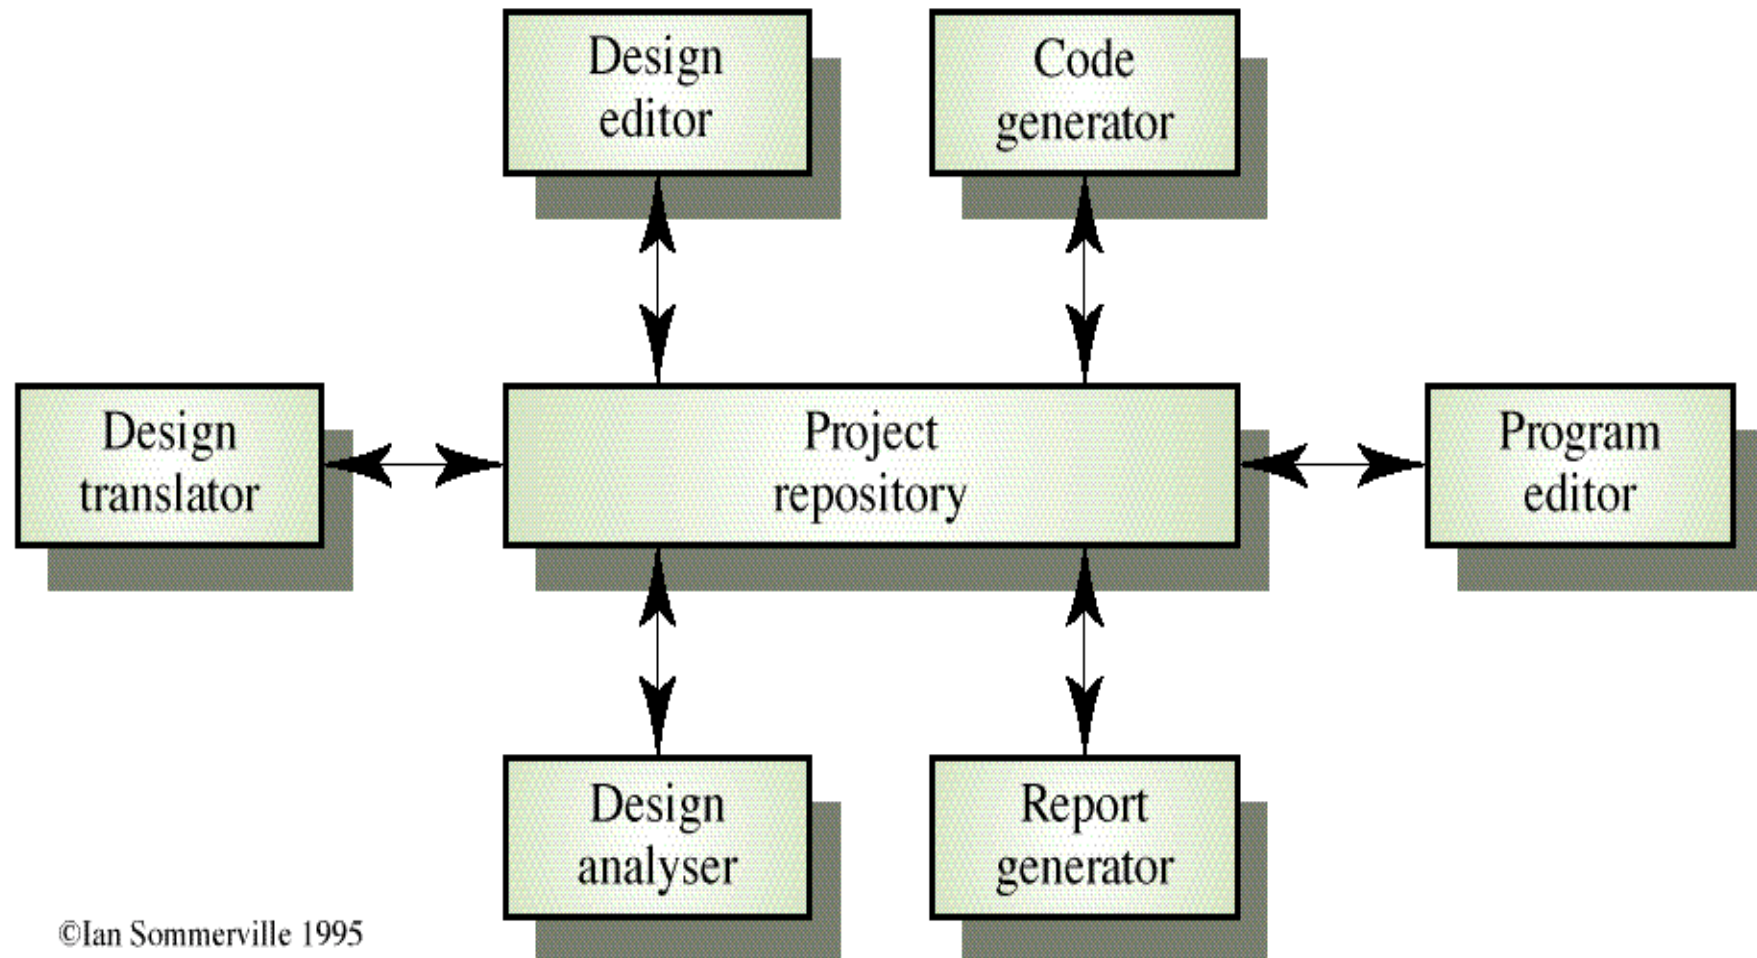 Design
editor
Code
generator
Design
translator
Project
repository
Program
editor
Design
analyser
Report
generator
©Ian Sommerville 1995